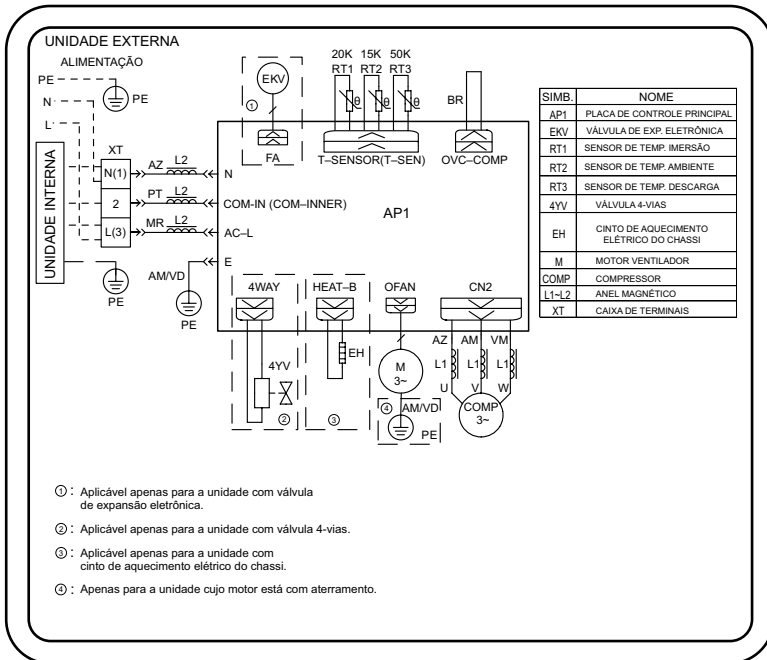 UNIDADE EXTERNA
ALIMENTAÇÃO
PE
PE
N
L
UNIDADE INTERNA
XT
N(1)
2
L(3)
AZ L2
PT L2
MR L2
N
COM-IN (COM–INNER)
AC–L
E
AM/VD
PE
PE
EKV
①
FA
20K 15K 50K
RT1 RT2 RT3
θ θ θ
T–SENSOR(T–SEN)
BR
OVC–COMP
AP1
4WAY
4YV
②
HEAT–B
EH
③
OFAN
M
3~
④ AM/VD
PE
CN2
AZ AM VM
L1 L1 L1
U V W
COMP
3~
SIMB. NOME
AP1 PLACA DE CONTROLE PRINCIPAL
EKV VÁLVULA DE EXP. ELETRÔNICA
RT1 SENSOR DE TEMP. IMERSÃO
RT2 SENSOR DE TEMP. AMBIENTE
RT3 SENSOR DE TEMP. DESCARGA
4YV VÁLVULA 4-VIAS
EH CINTO DE AQUECIMENTO
ELÉTRICO DO CHASSI
M MOTOR VENTILADOR
COMP COMPRESSOR
L1~L2 ANEL MAGNÉTICO
XT CAIXA DE TERMINAIS
① : Aplicável apenas para a unidade com válvula
de expansão eletrônica.
② : Aplicável apenas para a unidade com válvula 4-vias.
③ : Aplicável apenas para a unidade com
cinto de aquecimento elétrico do chassi.
④ : Apenas para a unidade cujo motor está com aterramento.